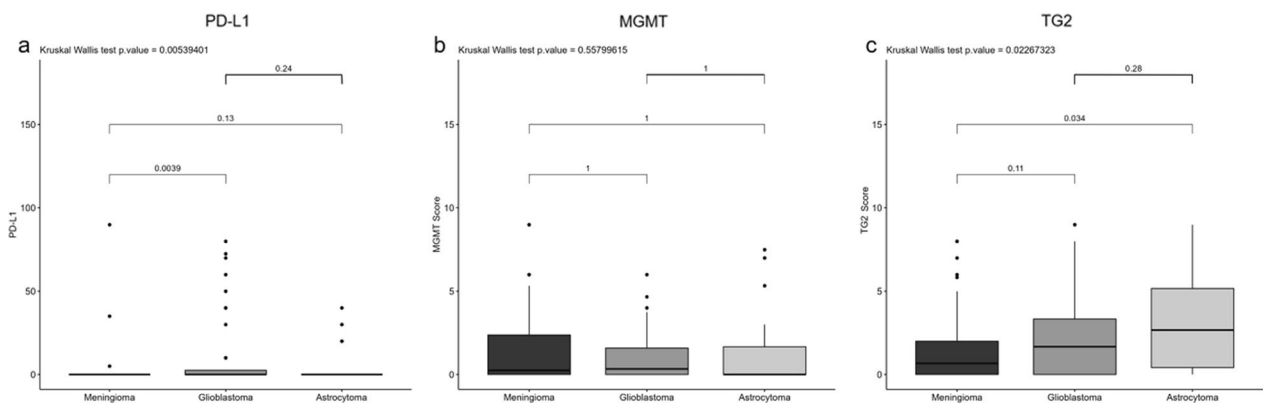 PD-L1
a
Kruskal Wallis test p.value = 0.00539401
0.24
0.13
0.0039
150
100
50
0
PD-L1
Meningioma Glioblastoma Astrocytoma
MGMT
b
Kruskal Wallis test p.value = 0.55799615
1
1
1
15
10
5
0
MGMT Score
Meningioma Glioblastoma Astrocytoma
TG2
c
Kruskal Wallis test p.value = 0.02267323
0.28
0.034
0.11
15
10
5
0
TG2 Score
Meningioma Glioblastoma Astrocytoma